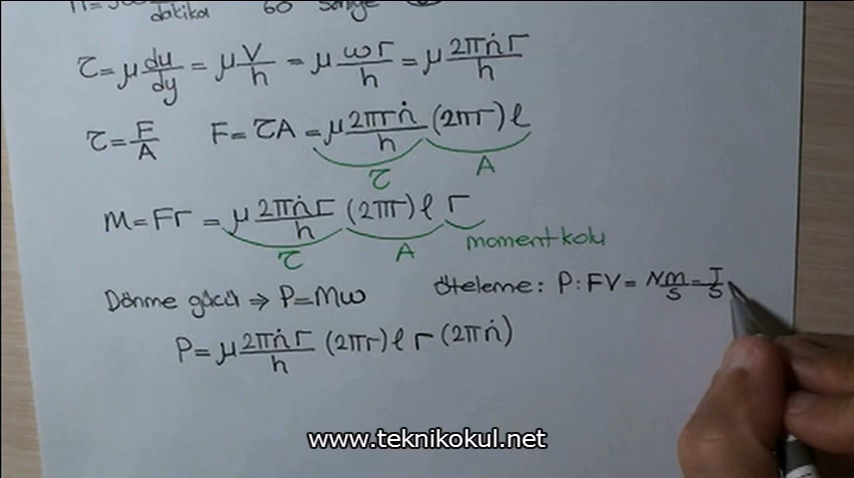 dakika 60 saniye
τ = μ du/dy = μ V/h = μ ωr/h = μ 2πṅr/h
τ = F/A F = τA = μ 2πrṅ/h (2πr) ℓ
τ A
M = Fr = μ 2πṅr/h (2πr) ℓ r
τ A moment kolu
Dönme gücü ⇒ P = Mω Öteleme : P : FV = Nm/s = J/s
P = μ 2πṅr/h (2πr) ℓ r (2πṅ)
www.teknikokul.net